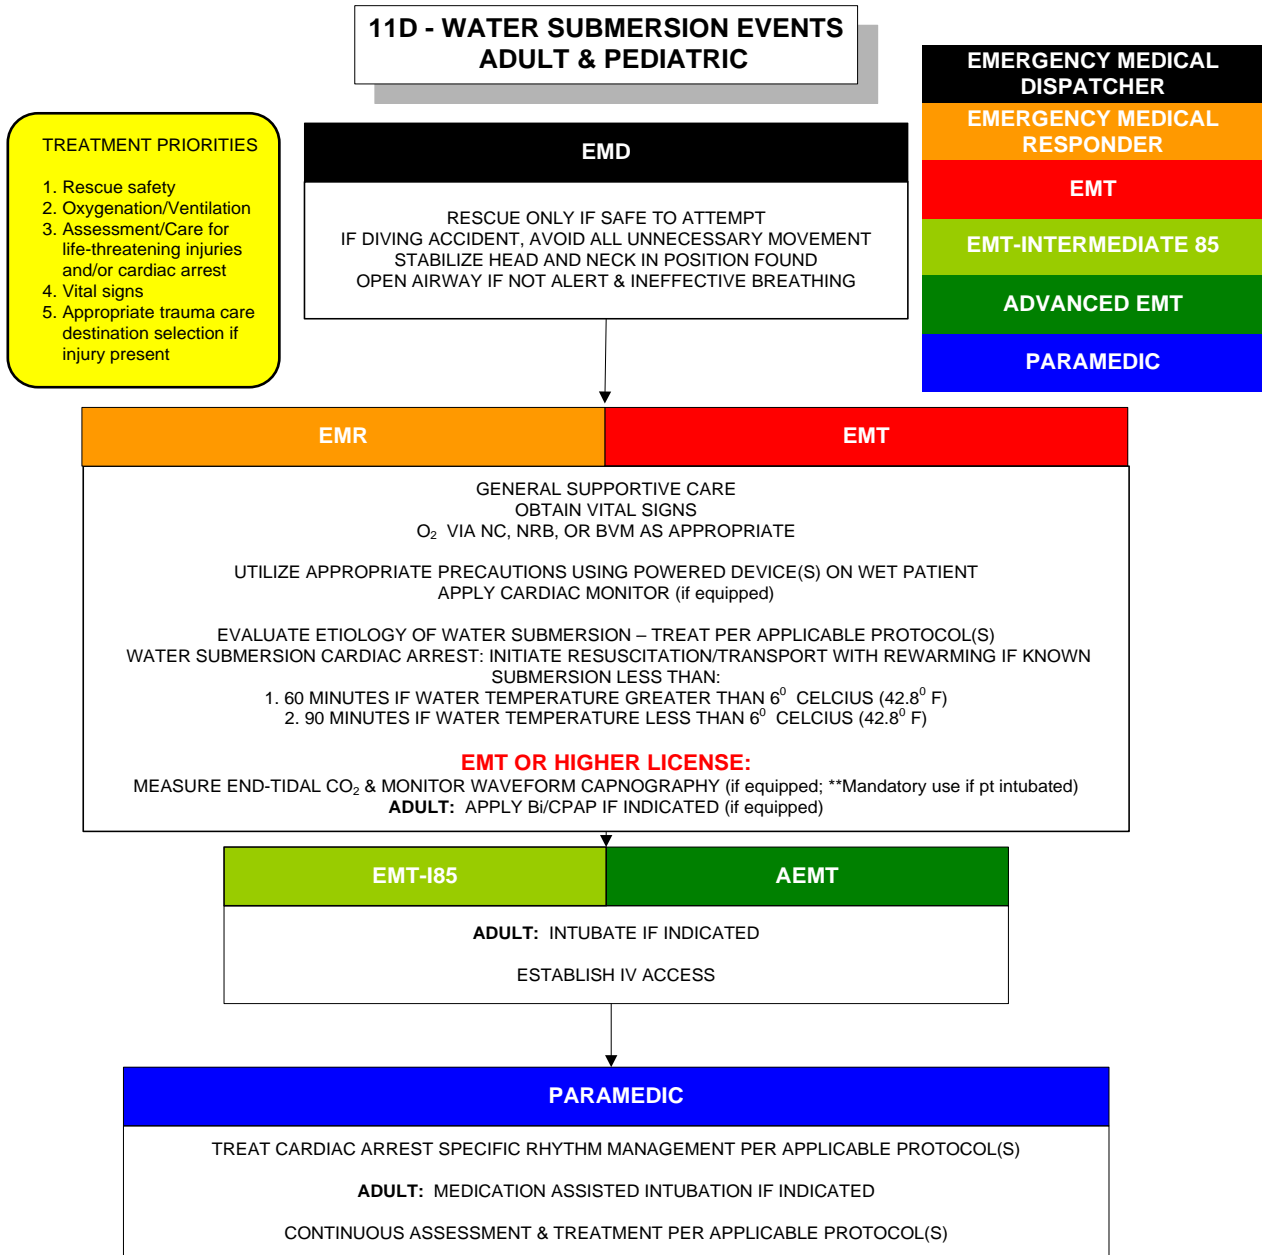 11D - WATER SUBMERSION EVENTS
ADULT & PEDIATRIC
EMERGENCY MEDICAL
DISPATCHER
EMERGENCY MEDICAL
RESPONDER
EMT
EMT-INTERMEDIATE 85
ADVANCED EMT
PARAMEDIC
TREATMENT PRIORITIES
1. Rescue safety
2. Oxygenation/Ventilation
3. Assessment/Care for
life-threatening injuries
and/or cardiac arrest
4. Vital signs
5. Appropriate trauma care
destination selection if
injury present
EMD
RESCUE ONLY IF SAFE TO ATTEMPT
IF DIVING ACCIDENT, AVOID ALL UNNECESSARY MOVEMENT
STABILIZE HEAD AND NECK IN POSITION FOUND
OPEN AIRWAY IF NOT ALERT & INEFFECTIVE BREATHING
EMR
EMT
GENERAL SUPPORTIVE CARE
OBTAIN VITAL SIGNS
O₂ VIA NC, NRB, OR BVM AS APPROPRIATE
UTILIZE APPROPRIATE PRECAUTIONS USING POWERED DEVICE(S) ON WET PATIENT
APPLY CARDIAC MONITOR (if equipped)
EVALUATE ETIOLOGY OF WATER SUBMERSION – TREAT PER APPLICABLE PROTOCOL(S)
WATER SUBMERSION CARDIAC ARREST: INITIATE RESUSCITATION/TRANSPORT WITH REWARMING IF KNOWN
SUBMERSION LESS THAN:
1. 60 MINUTES IF WATER TEMPERATURE GREATER THAN 6⁰ CELCIUS (42.8⁰ F)
2. 90 MINUTES IF WATER TEMPERATURE LESS THAN 6⁰ CELCIUS (42.8⁰ F)
EMT OR HIGHER LICENSE:
MEASURE END-TIDAL CO₂ & MONITOR WAVEFORM CAPNOGRAPHY (if equipped; **Mandatory use if pt intubated)
ADULT: APPLY Bi/CPAP IF INDICATED (if equipped)
EMT-I85
AEMT
ADULT: INTUBATE IF INDICATED
ESTABLISH IV ACCESS
PARAMEDIC
TREAT CARDIAC ARREST SPECIFIC RHYTHM MANAGEMENT PER APPLICABLE PROTOCOL(S)
ADULT: MEDICATION ASSISTED INTUBATION IF INDICATED
CONTINUOUS ASSESSMENT & TREATMENT PER APPLICABLE PROTOCOL(S)